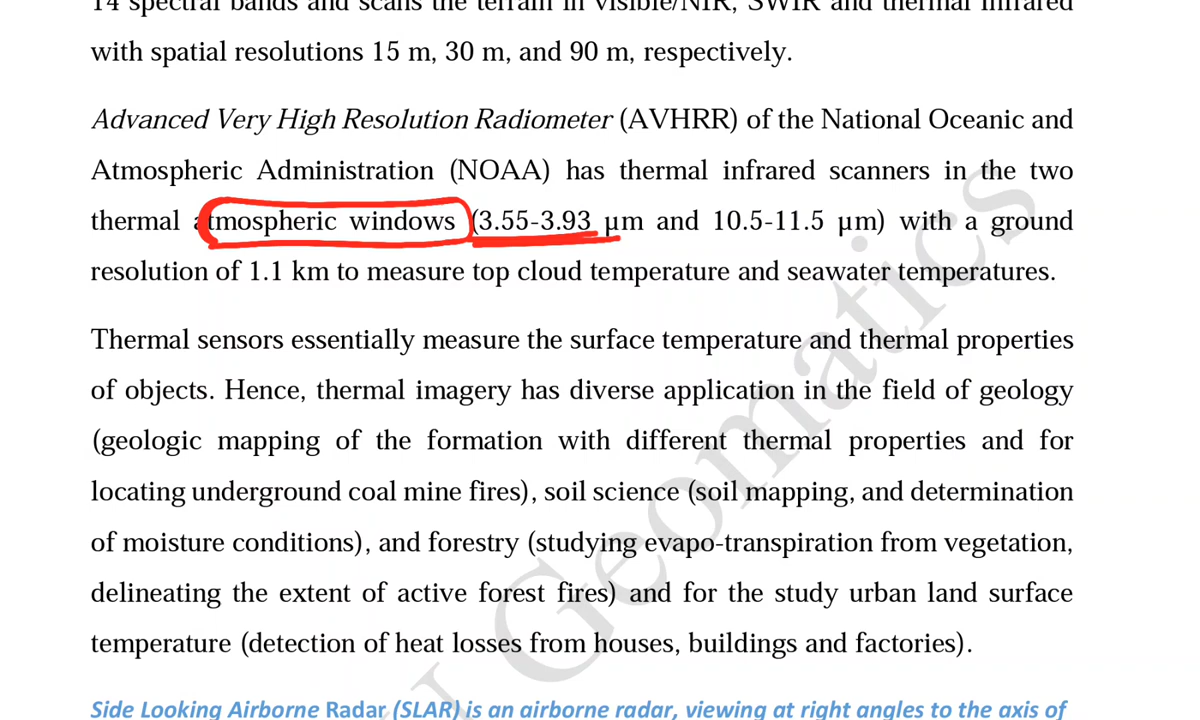 14 spectral bands and scans the terrain in visible/NIR, SWIR and thermal infrared
with spatial resolutions 15 m, 30 m, and 90 m, respectively.
Advanced Very High Resolution Radiometer (AVHRR) of the National Oceanic and
Atmospheric Administration (NOAA) has thermal infrared scanners in the two
thermal atmospheric windows (3.55-3.93 µm and 10.5-11.5 µm) with a ground
resolution of 1.1 km to measure top cloud temperature and seawater temperatures.
Thermal sensors essentially measure the surface temperature and thermal properties
of objects. Hence, thermal imagery has diverse application in the field of geology
(geologic mapping of the formation with different thermal properties and for
locating underground coal mine fires), soil science (soil mapping, and determination
of moisture conditions), and forestry (studying evapo-transpiration from vegetation,
delineating the extent of active forest fires) and for the study urban land surface
temperature (detection of heat losses from houses, buildings and factories).
Side Looking Airborne Radar (SLAR) is an airborne radar, viewing at right angles to the axis of
Geomatics